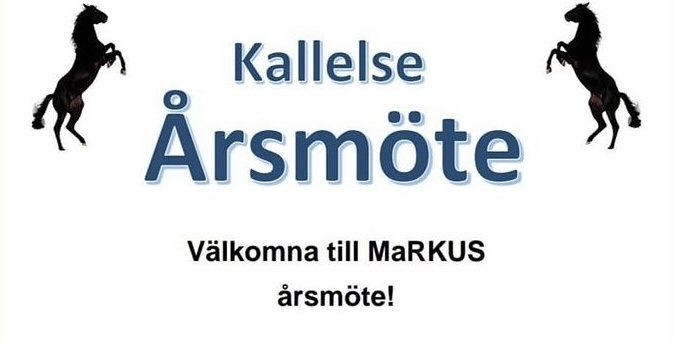 Kallelse
Årsmöte
Välkomna till MaRKUS
årsmöte!